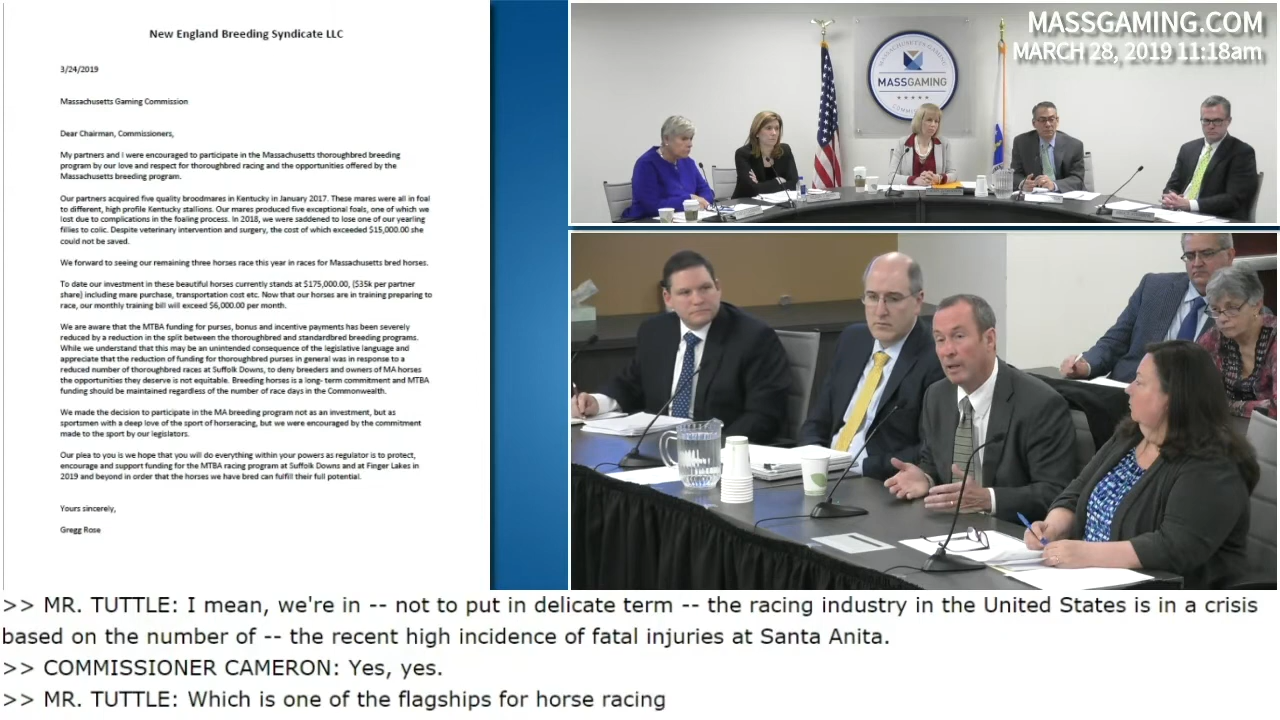 New England Breeding Syndicate LLC
3/24/2019
Massachusetts Gaming Commission
Dear Chairman, Commissioners,
My partners and I were encouraged to participate in the Massachusetts thoroughbred breeding
program by our love and respect for thoroughbred racing and the opportunities offered by the
Massachusetts breeding program.
Our partners acquired five quality broodmares in Kentucky in January 2017. These mares were all in foal
to different, high profile Kentucky stallions. Our mares produced five exceptional foals, one of which we
lost due to complications in the foaling process. In 2018, we were saddened to lose one of our yearling
fillies to colic. Despite veterinary intervention and surgery, the cost of which exceeded $15,000.00 she
could not be saved.
We forward to seeing our remaining three horses race this year in races for Massachusetts bred horses.
To date our investment in these beautiful horses currently stands at $175,000.00, ($35k per partner
share) including mare purchase, transportation cost etc. Now that our horses are in training preparing to
race, our monthly training bill will exceed $6,000.00 per month.
We are aware that the MTBA funding for purses, bonus and incentive payments has been severely
reduced by a reduction in the split between the thoroughbred and standardbred breeding programs.
While we understand that this may be an unintended consequence of the legislative language and
appreciate that the reduction of funding for thoroughbred purses in general was in response to a
reduced number of thoroughbred races at Suffolk Downs, to deny breeders and owners of MA horses
the opportunities they deserve is not equitable. Breeding horses is a long- term commitment and MTBA
funding should be maintained regardless of the number of race days in the Commonwealth.
We made the decision to participate in the MA breeding program not as an investment, but as
sportsmen with a deep love of the sport of horseracing, but we were encouraged by the commitment
made to the sport by our legislators.
Our plea to you is we hope that you will do everything within your powers as regulator is to protect,
encourage and support funding for the MTBA racing program at Suffolk Downs and at Finger Lakes in
2019 and beyond in order that the horses we have bred can fulfill their full potential.
Yours sincerely,
Gregg Rose
MASSGAMING.COM
MARCH 28, 2019 11:18am
MASSACHUSETTS GAMING
MASSGAMING
>> MR. TUTTLE: I mean, we're in -- not to put in delicate term -- the racing industry in the United States is in a crisis
based on the number of -- the recent high incidence of fatal injuries at Santa Anita.
>> COMMISSIONER CAMERON: Yes, yes.
>> MR. TUTTLE: Which is one of the flagships for horse racing